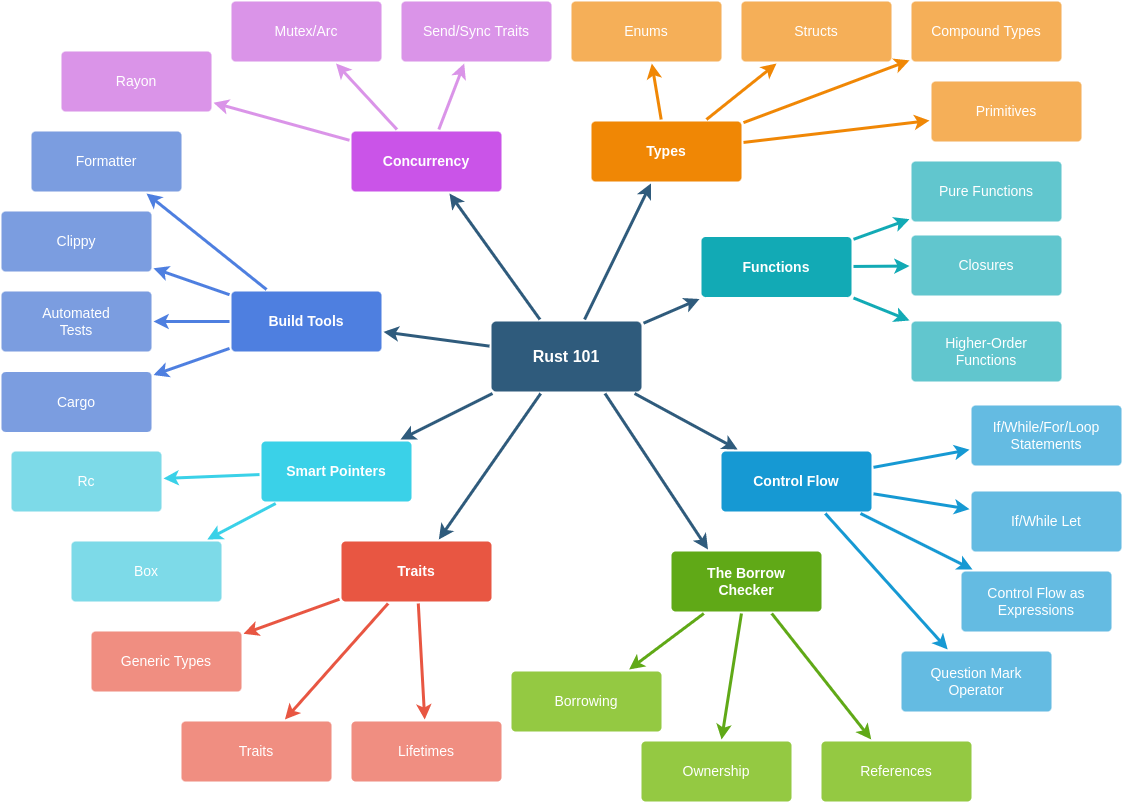 Mutex/Arc
Send/Sync Traits
Enums
Structs
Compound Types
Rayon
Primitives
Formatter
Concurrency
Types
Pure Functions
Clippy
Functions
Closures
Automated
Tests
Build Tools
Rust 101
Higher-Order
Functions
Cargo
If/While/For/Loop
Statements
Rc
Smart Pointers
Control Flow
If/While Let
Box
Traits
The Borrow
Checker
Control Flow as
Expressions
Generic Types
Question Mark
Operator
Borrowing
Traits
Lifetimes
Ownership
References